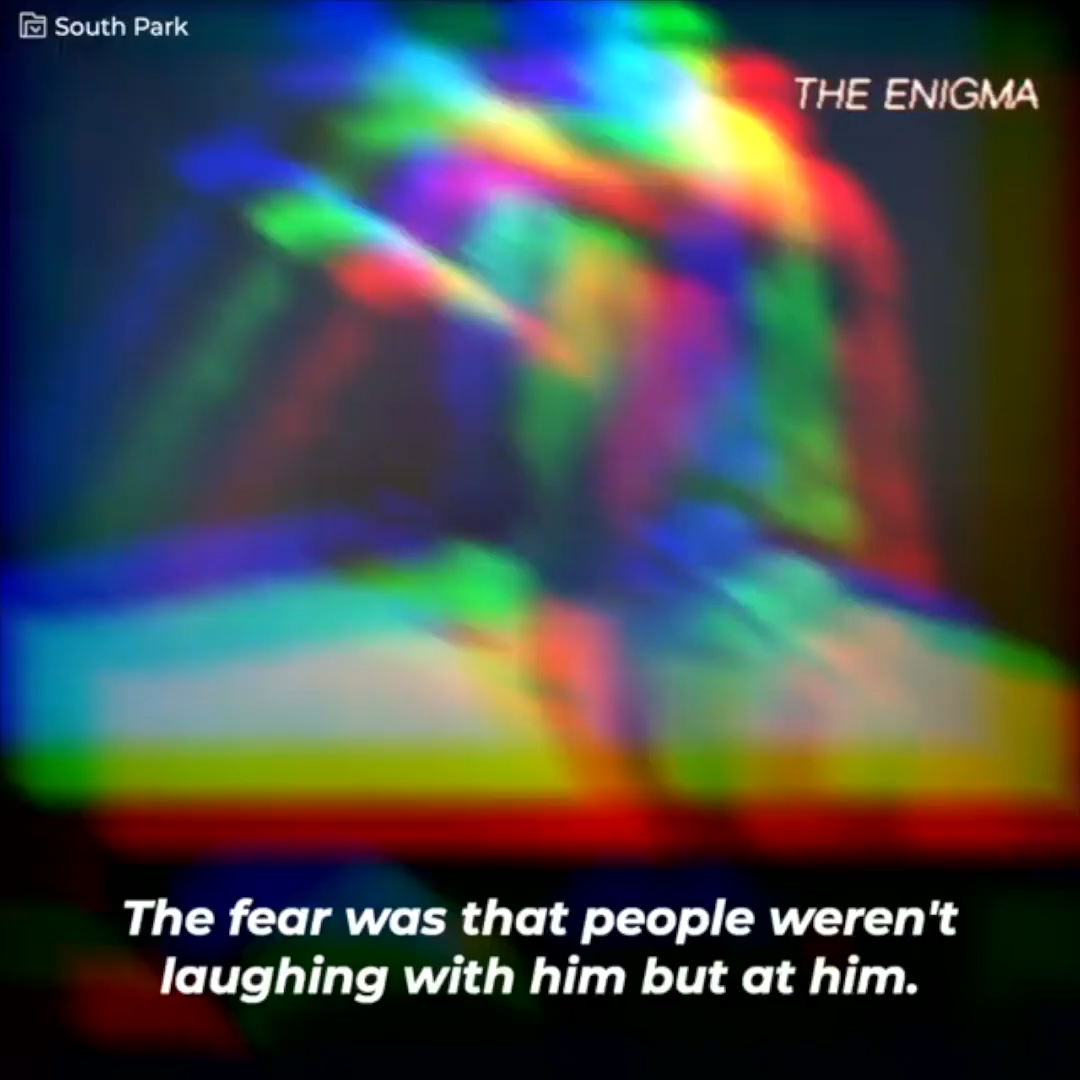 South Park
THE ENIGMA
The fear was that people weren't
laughing with him but at him.